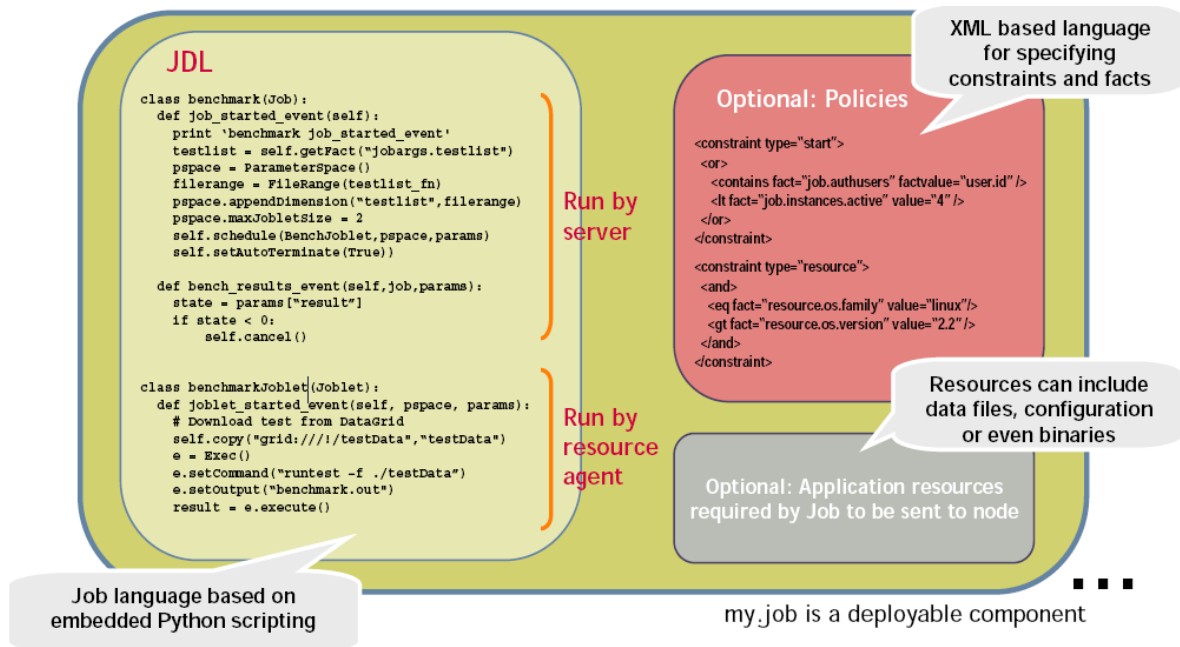 JDL
class benchmark(Job):
def job_started_event(self):
print ‘benchmark job_started_event'
testlist = self.getFact(“jobargs.testlist")
pspace = ParameterSpace()
filerange = FileRange(testlist_fn)
pspace.appendDimension(“testlist",filerange)
pspace.maxJobletSize = 2
self.schedule(BenchJoblet,pspace,params)
self.setAutoTerminate(True))
def bench_results_event(self,job,params):
state = params[“result”]
if state < 0:
self.cancel()
Run by
server
class benchmarkJoblet(Joblet):
def joblet_started_event(self, pspace, params):
# Download test from DataGrid
self.copy("grid:///!/testData",“testData")
e = Exec()
e.setCommand(“runtest -f ./testData”)
e.setOutput(“benchmark.out")
result = e.execute()
Run by
resource
agent
Job language based on
embedded Python scripting
XML based language
for specifying
constraints and facts
Optional: Policies
<constraint type=”start”>
<or>
<contains fact=”job.authusers” factvalue=”user.id” />
<lt fact=”job.instances.active” value=”4” />
</or>
</constraint>
<constraint type=”resource”>
<and>
<eq fact=”resource.os.family” value=”linux”/>
<gt fact=”resource.os.version” value=”2.2” />
</and>
</constraint>
Resources can include
data files, configuration
or even binaries
Optional: Application resources
required by Job to be sent to node
...
my.job is a deployable component